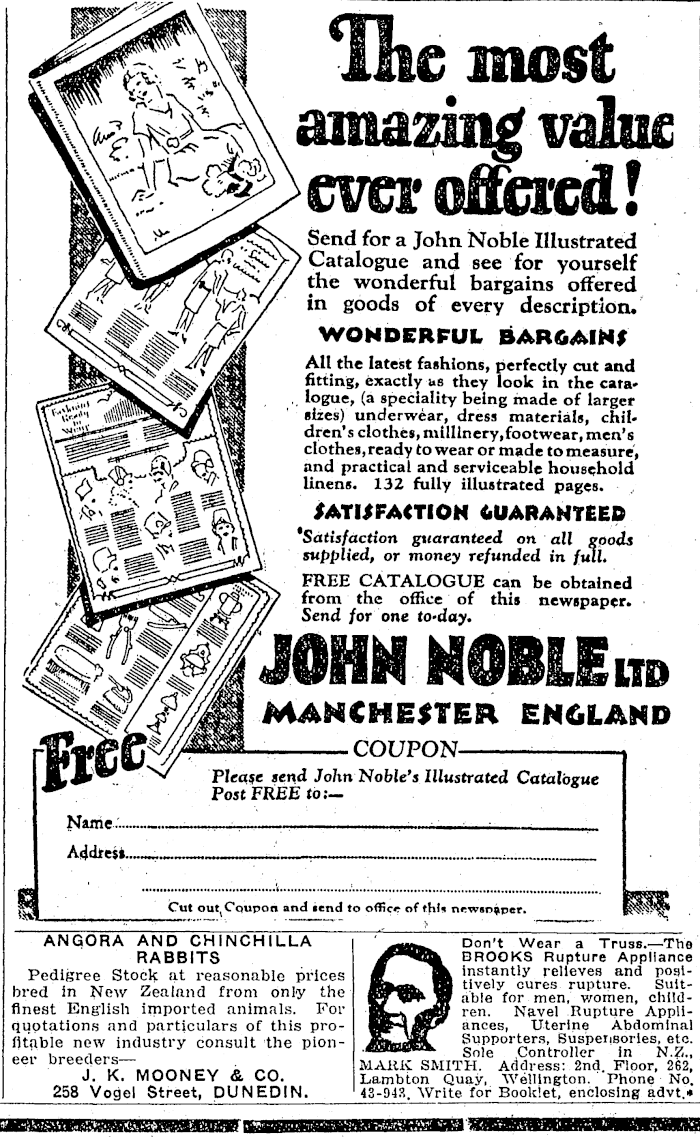 The most
amazing value
ever offered!
Send for a John Noble Illustrated
Catalogue and see for yourself
the wonderful bargains offered
in goods of every description.
WONDERFUL BARGAINS
All the latest fashions, perfectly cut and
fitting, exactly as they look in the cata-
logue, (a speciality being made of larger
sizes) underwear, dress materials, chil-
dren's clothes, millinery, footwear, men's
clothes, ready to wear or made to measure,
and practical and serviceable household
linens. 132 fully illustrated pages.
SATISFACTION GUARANTEED
Satisfaction guaranteed on all goods
supplied, or money refunded in full.
FREE CATALOGUE can be obtained
from the office of this newspaper.
Send for one to-day.
JOHN NOBLE LTD
MANCHESTER ENGLAND
Free
COUPON
Please send John Noble's Illustrated Catalogue
Post FREE to:—
Name
Address
Cut out Coupon and send to office of this newspaper.
ANGORA AND CHINCHILLA
RABBITS
Pedigree Stock at reasonable prices
bred in New Zealand from only the
finest English imported animals. For
quotations and particulars of this pro-
fitable new industry consult the pion-
eer breeders—
J. K. MOONEY & CO.
258 Vogel Street, DUNEDIN.
Don't Wear a Truss.—The
BROOKS Rupture Appliance
instantly relieves and posi-
tively cures rupture. Suit-
able for men, women, child-
ren. Navel Rupture Appli-
ances, Uterine Abdominal
Supporters, Suspensories, etc.
Sole Controller in N.Z.,
MARK SMITH. Address: 2nd Floor, 262,
Lambton Quay, Wellington. Phone No.
43-943. Write for Booklet, enclosing advt.*